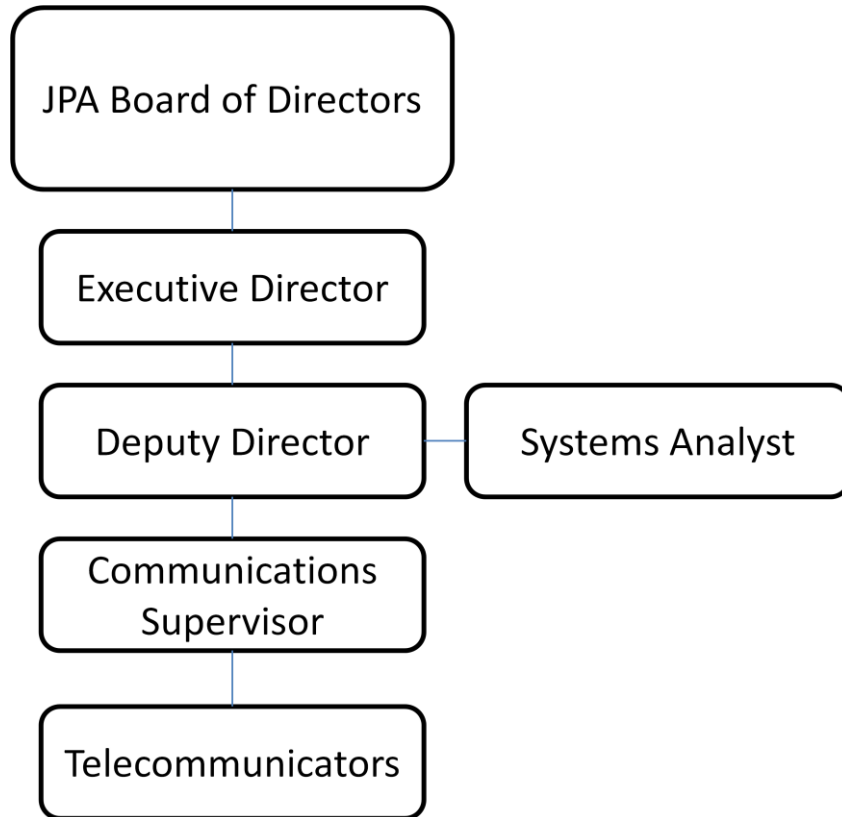 JPA Board of Directors
Executive Director
Deputy Director
Systems Analyst
Communications
Supervisor
Telecommunicators